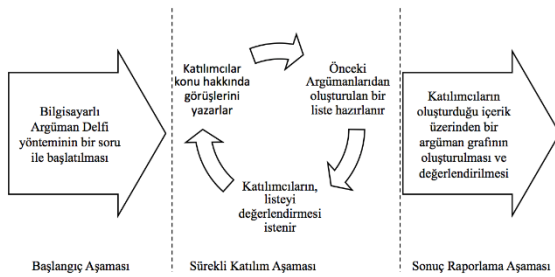 Bilgisayarlı
Argüman Delfi
yönteminin bir soru
ile başlatılması
Katılımcılar
konu hakkında
görüşlerini
yazarlar
Önceki
Argümanlarıdan
oluşturulan bir
liste hazırlanır
Katılımcıların,
listeyi
değerlendirmesi
istenir
Katılımcıların
oluşturduğu içerik
üzerinden bir
argüman grafının
oluşturulması ve
değerlendirilmesi
Başlangıç Aşaması
Sürekli Katılım Aşaması
Sonuç Raporlama Aşaması